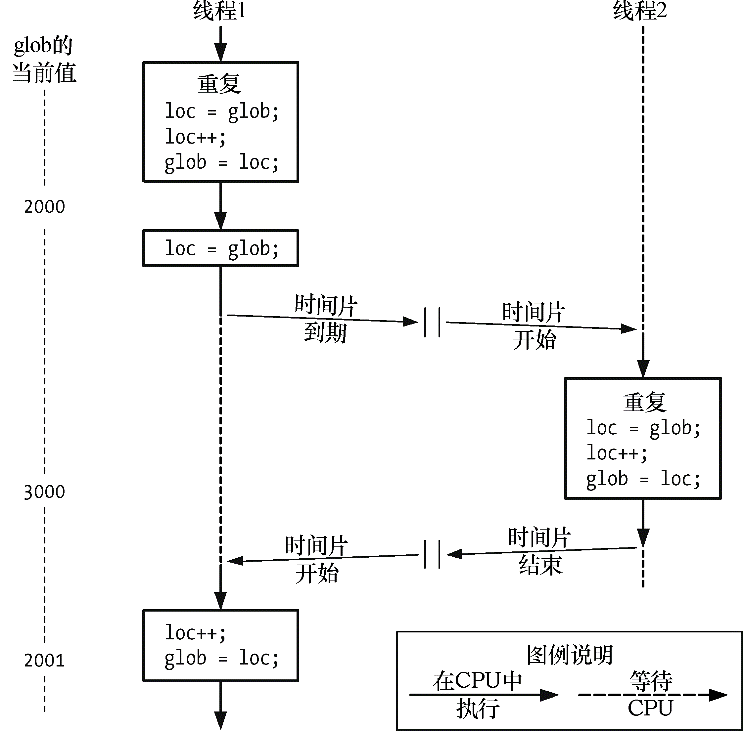 线程1
线程2
glob的
当前值
重复
loc = glob;
loc++;
glob = loc;
2000
loc = glob;
时间片
到期
时间片
开始
重复
loc = glob;
loc++;
glob = loc;
3000
时间片
开始
时间片
结束
loc++;
glob = loc;
2001
图例说明
在CPU中
执行
等待
CPU